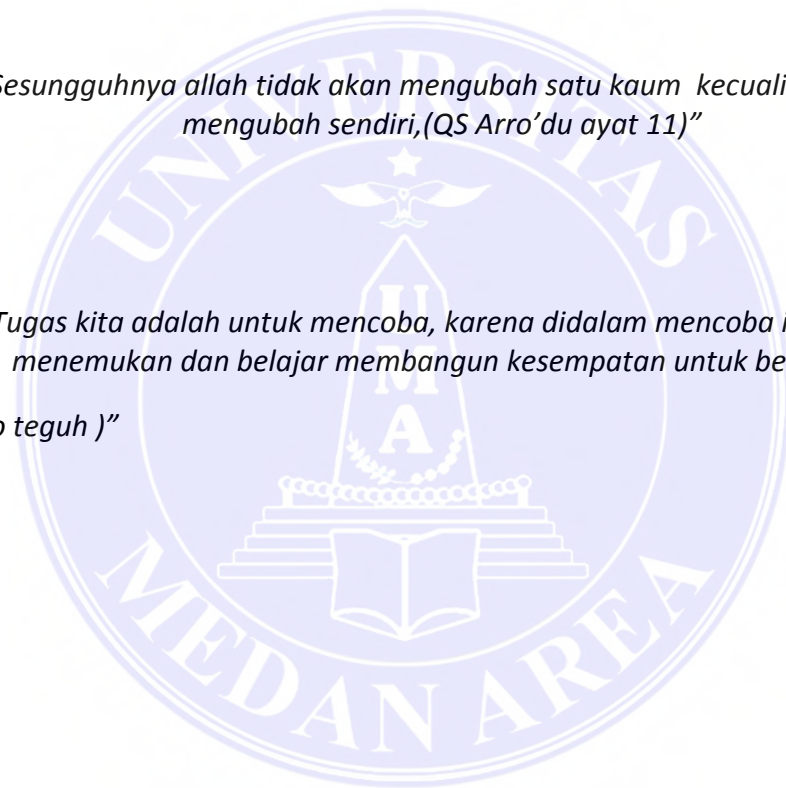 Sesungguhnya allah tidak akan mengubah satu kaum kecuali
mengubah sendiri,(QS Arro’du ayat 11)”
Tugas kita adalah untuk mencoba, karena didalam mencoba
menemukan dan belajar membangun kesempatan untuk
teguh )”
UNIVERSITAS
UMA
MEDAN AREA